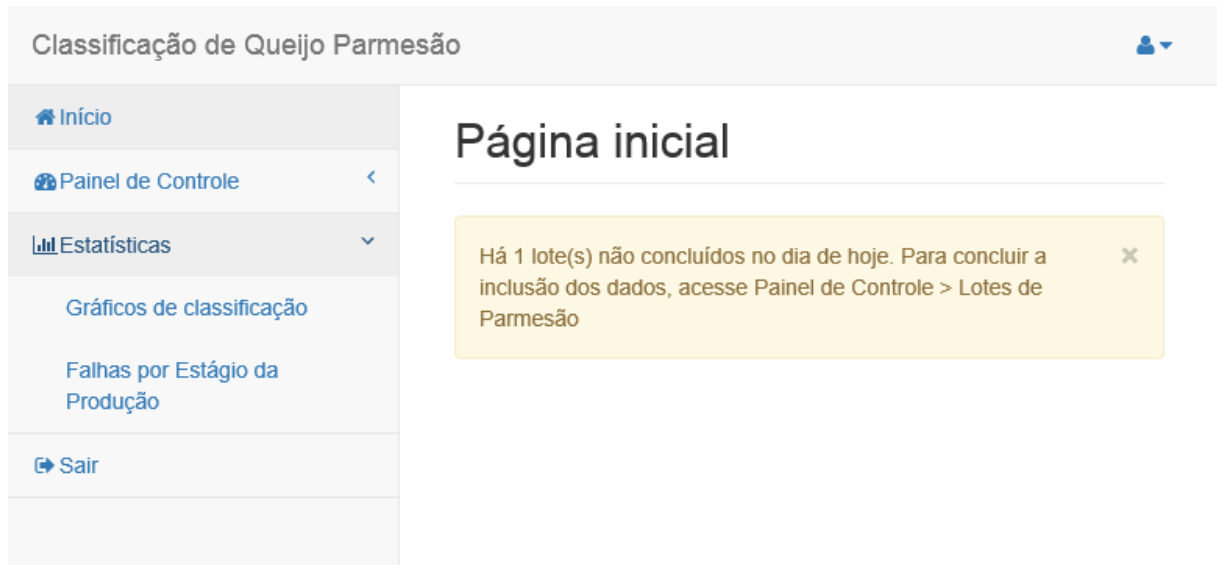 Classificação de Queijo Parmesão
Início
Painel de Controle
Estatísticas
Gráficos de classificação
Falhas por Estágio da
Produção
Sair
Página inicial
Há 1 lote(s) não concluídos no dia de hoje. Para concluir a
inclusão dos dados, acesse Painel de Controle > Lotes de
Parmesão